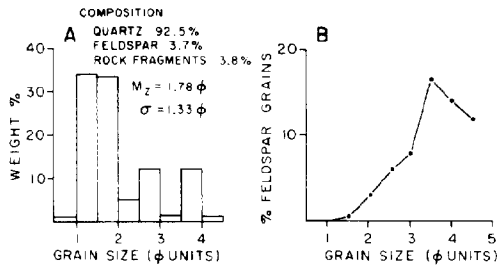 COMPOSITION
A
QUARTZ 92.5%
FELDSPAR 3.7%
ROCK FRAGMENTS 3.8%
Mz = 1.78 ϕ
σ = 1.33 ϕ
WEIGHT %
40
30
20
10
1 2 3 4
GRAIN SIZE (ϕ UNITS)
B
% FELDSPAR GRAINS
20
10
1 2 3 4 5
GRAIN SIZE (ϕ UNITS)